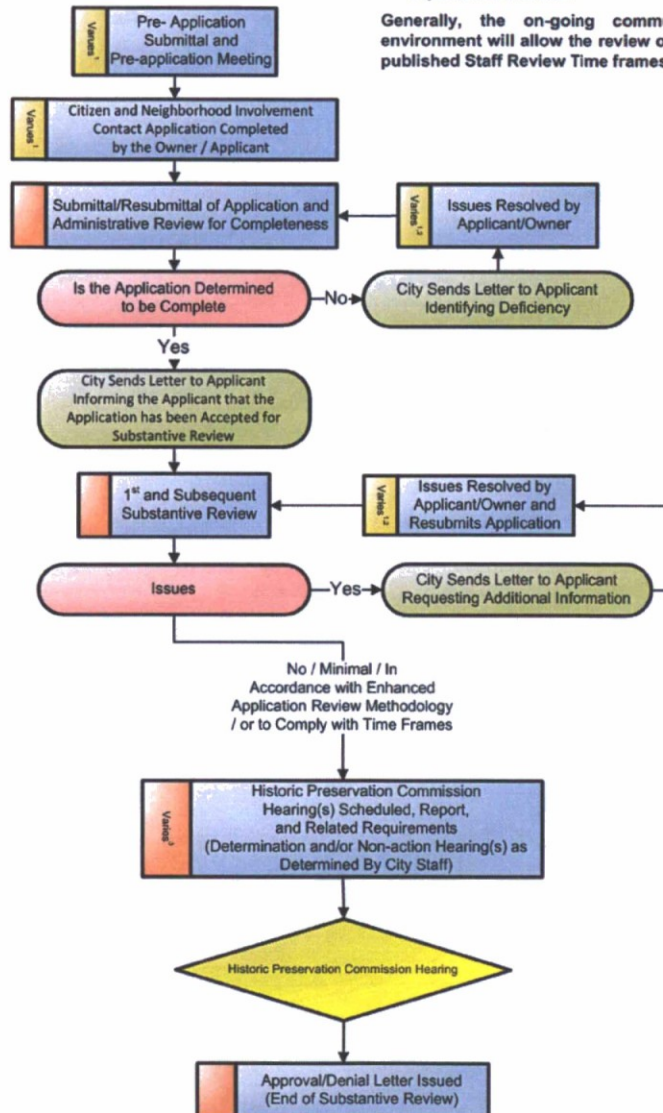 Generally, the on-going comm
environment will allow the review o
published Staff Review Time frames
Varues¹
Pre- Application
Submittal and
Pre-application Meeting
Varues¹
Citizen and Neighborhood Involvement
Contact Application Completed
by the Owner / Applicant
Submittal/Resubmittal of Application and
Administrative Review for Completeness
Varies¹,²
Issues Resolved by
Applicant/Owner
Is the Application Determined
to be Complete
No
City Sends Letter to Applicant
Identifying Deficiency
Yes
City Sends Letter to Applicant
Informing the Applicant that the
Application has been Accepted for
Substantive Review
1st and Subsequent
Substantive Review
Varies¹,²
Issues Resolved by
Applicant/Owner and
Resubmits Application
Issues
Yes
City Sends Letter to Applicant
Requesting Additional Information
No / Minimal / In
Accordance with Enhanced
Application Review Methodology
/ or to Comply with Time Frames
Varies³
Historic Preservation Commission
Hearing(s) Scheduled, Report,
and Related Requirements
(Determination and/or Non-action Hearing(s) as
Determined By City Staff)
Historic Preservation Commission Hearing
Approval/Denial Letter Issued
(End of Substantive Review)